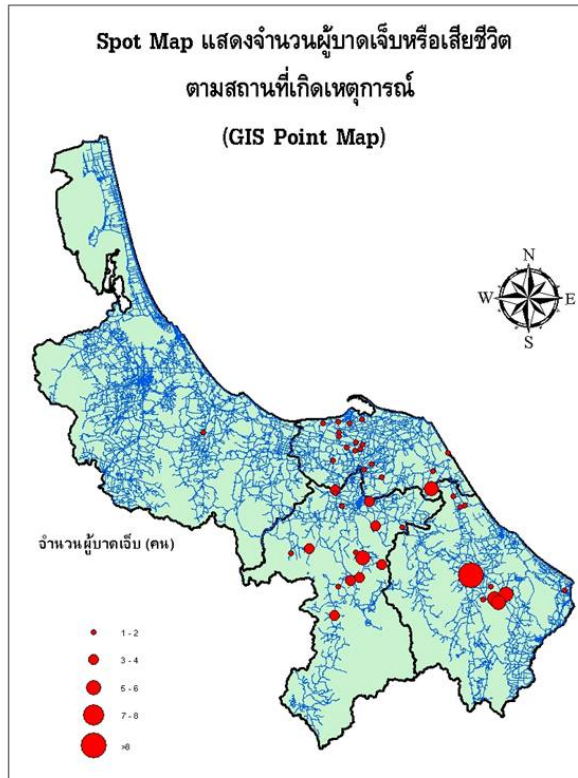 Spot Map แสดงจำนวนผู้บาดเจ็บหรือเสียชีวิต
ตามสถานที่เกิดเหตุการณ์
(GIS Point Map)
N
W E
S
จำนวนผู้บาดเจ็บ (คน)
1 - 2
3 - 4
5 - 6
7 - 8
>8